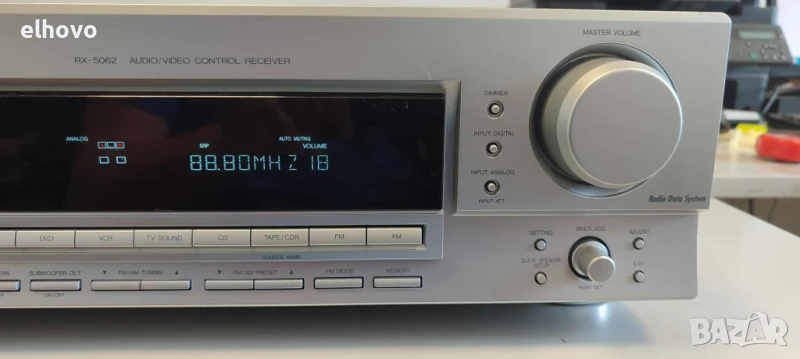 elhovo
RX-5062 AUDIO/VIDEO CONTROL RECEIVER
MASTER VOLUME
DIMMER
ANALOG
AUTO MUTING
DSP
VOLUME
INPUT DIGITAL
88.80MHZ 18
INPUT ANALOG
INPUT ATT
Radio Data System
DVD VCR TV SOUND CD TAPE/CDR FM AM
SOURCE NAME
SETTING MULTI JOG ADJUST
QUICK SPEAKER SETUP EXIT
PUSH SET
SUBWOOFER OUT FM/AM TUNING FM/AM PRESET FM MODE MEMORY
ON/OFF
BAZAR